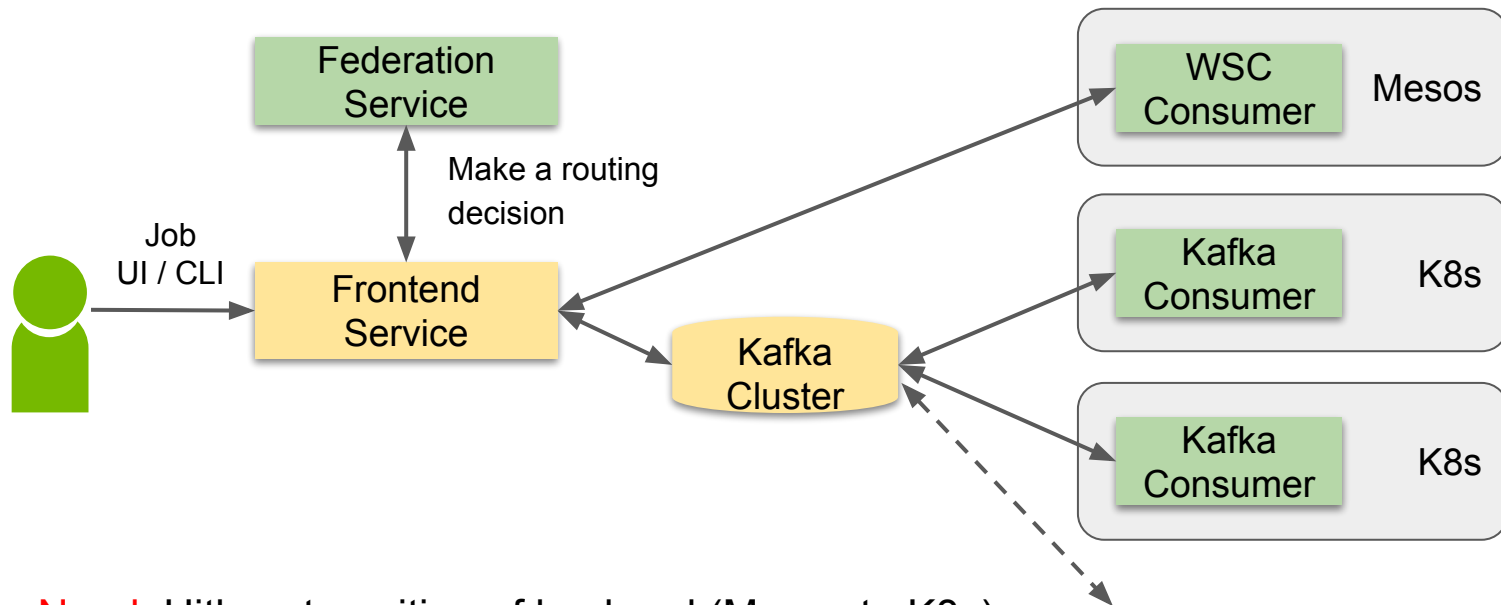 Federation
Service
WSC
Consumer
Mesos
Make a routing
decision
Job
UI / CLI
Frontend
Service
Kafka
Consumer
K8s
Kafka
Cluster
Kafka
Consumer
K8s